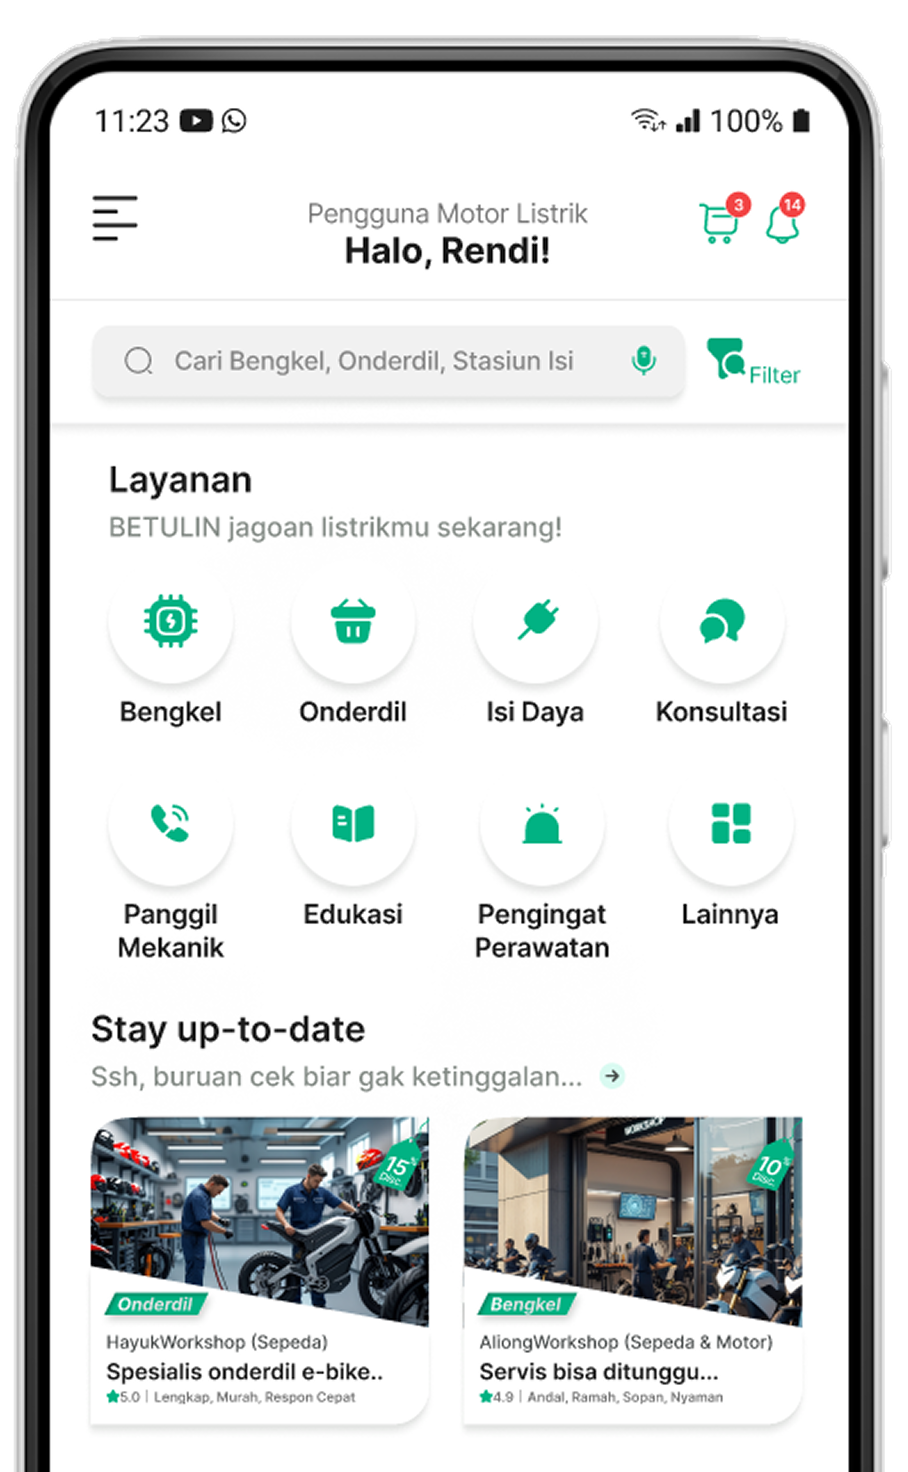 11:23
100%
Pengguna Motor Listrik
Halo, Rendi!
3
14
Cari Bengkel, Onderdil, Stasiun Isi
Filter
Layanan
BETULIN jagoan listrikmu sekarang!
Bengkel
Onderdil
Isi Daya
Konsultasi
Panggil
Mekanik
Edukasi
Pengingat
Perawatan
Lainnya
Stay up-to-date
Ssh, buruan cek biar gak ketinggalan...
15%
Disc.
Onderdil
HayukWorkshop (Sepeda)
Spesialis onderdil e-bike..
5.0 | Lengkap, Murah, Respon Cepat
WORKSHOP
10%
Disc.
Bengkel
AliongWorkshop (Sepeda & Motor)
Servis bisa ditunggu...
4.9 | Andal, Ramah, Sopan, Nyaman